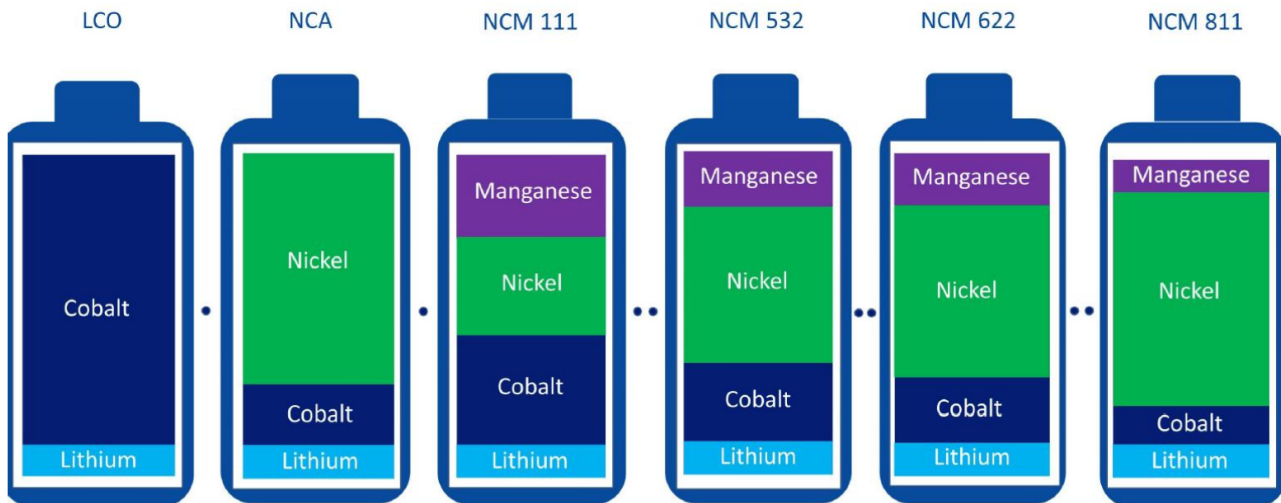 LCO
NCA
NCM 111
NCM 532
NCM 622
NCM 811
Cobalt
Lithium
Nickel
Cobalt
Lithium
Manganese
Nickel
Cobalt
Lithium
Manganese
Nickel
Cobalt
Lithium
Manganese
Nickel
Cobalt
Lithium
Manganese
Nickel
Cobalt
Lithium